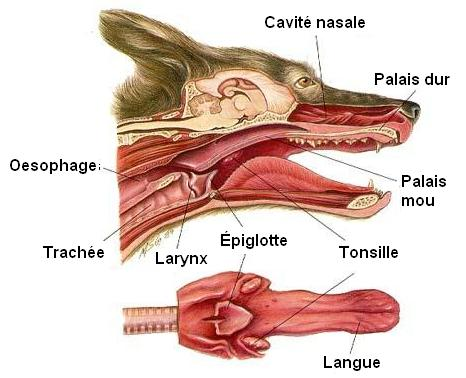 Cavité nasale
Palais dur
Oesophage
Palais
mou
Trachée
Larynx
Épiglotte
Tonsille
Langue